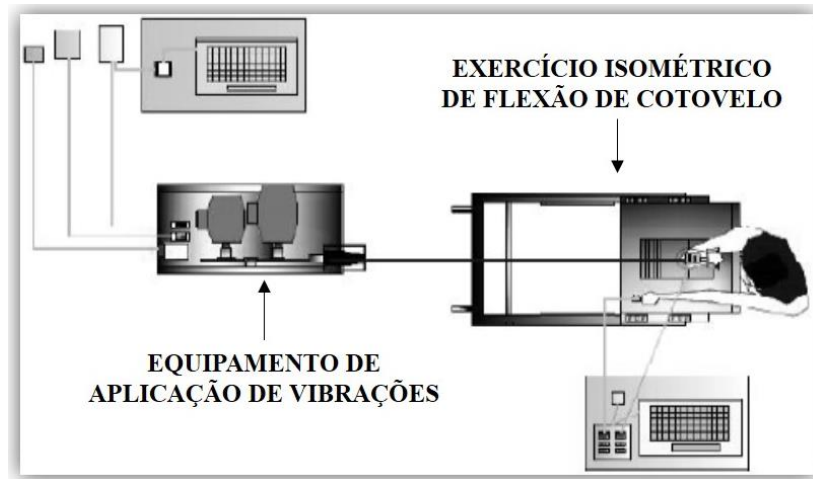 EXERCÍCIO ISOMÉTRICO
DE FLEXÃO DE COTOVELO
EQUIPAMENTO DE
APLICAÇÃO DE VIBRAÇÕES